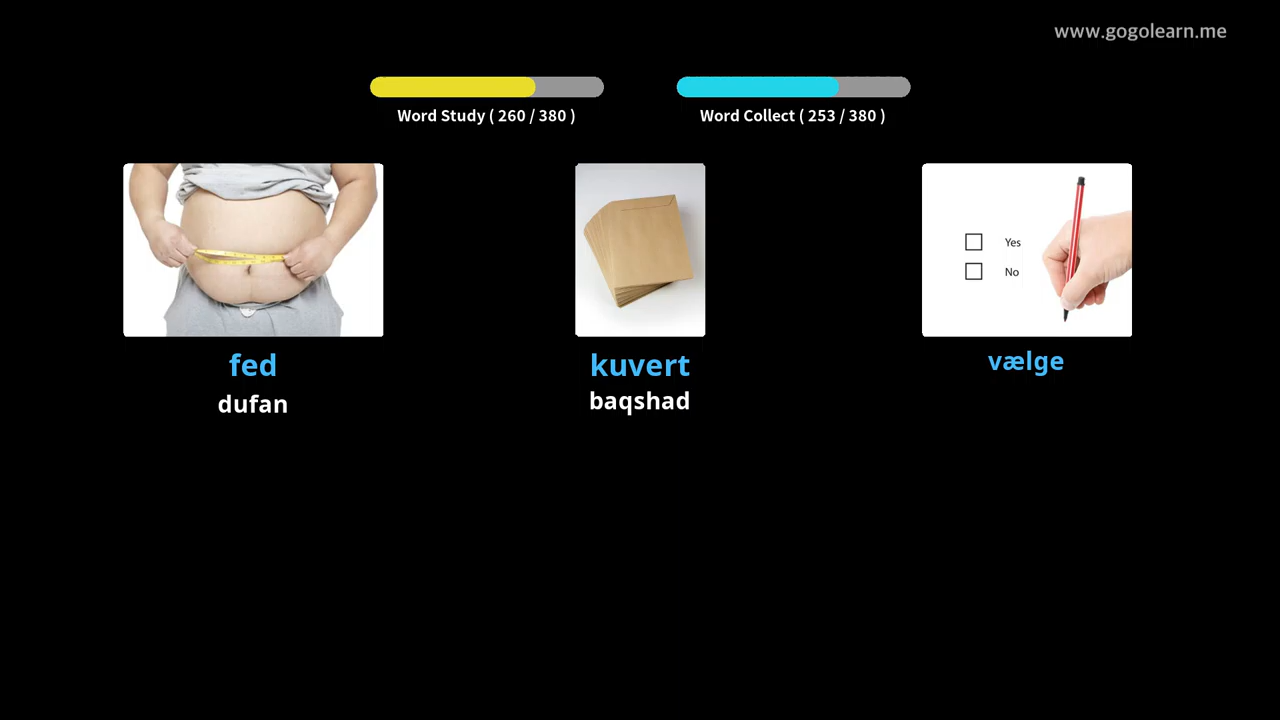 www.gogolearn.me
Word Study ( 260 / 380 )
Word Collect ( 253 / 380 )
Yes
No
fed
kuvert
vælge
dufan
baqshad